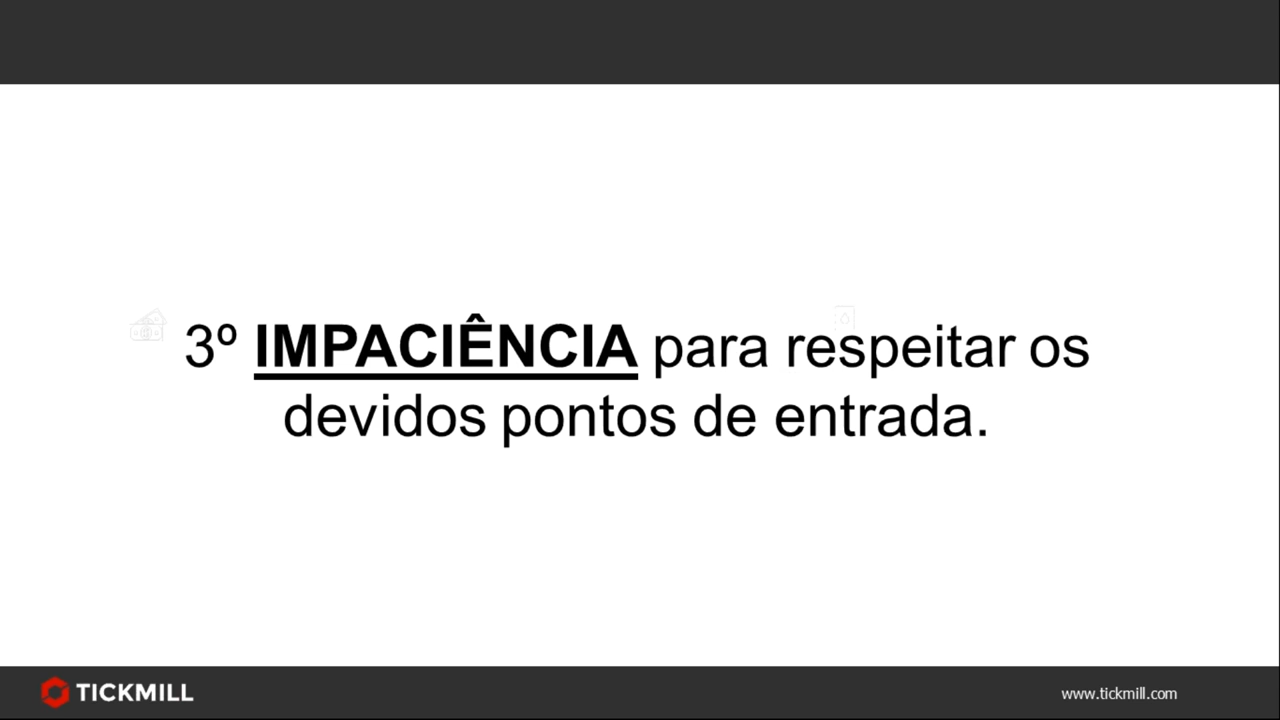 3º IMPACIÊNCIA para respeitar os
devidos pontos de entrada.
TICKMILL
www.tickmill.com